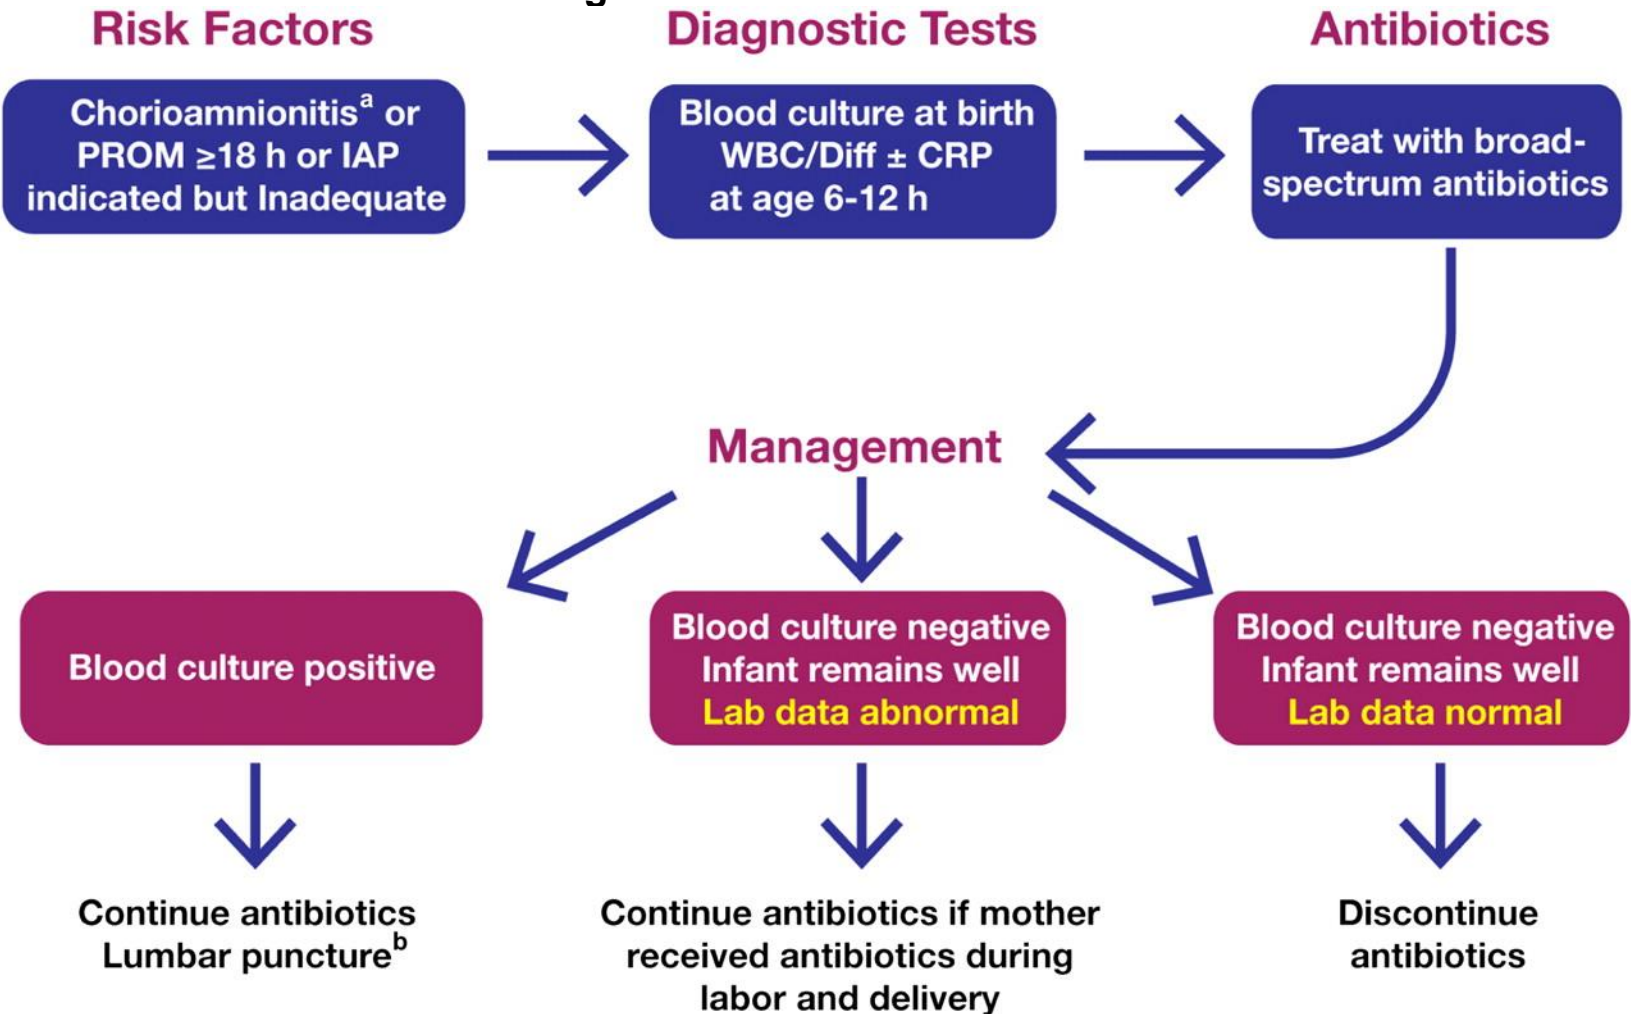 Risk Factors
Diagnostic Tests
Antibiotics
Chorioamnionitisᵃ or
PROM ≥18 h or IAP
indicated but Inadequate
Blood culture at birth
WBC/Diff ± CRP
at age 6-12 h
Treat with broad-
spectrum antibiotics
Management
Blood culture positive
Blood culture negative
Infant remains well
Lab data abnormal
Blood culture negative
Infant remains well
Lab data normal
Continue antibiotics
Lumbar punctureᵇ
Continue antibiotics if mother
received antibiotics during
labor and delivery
Discontinue
antibiotics